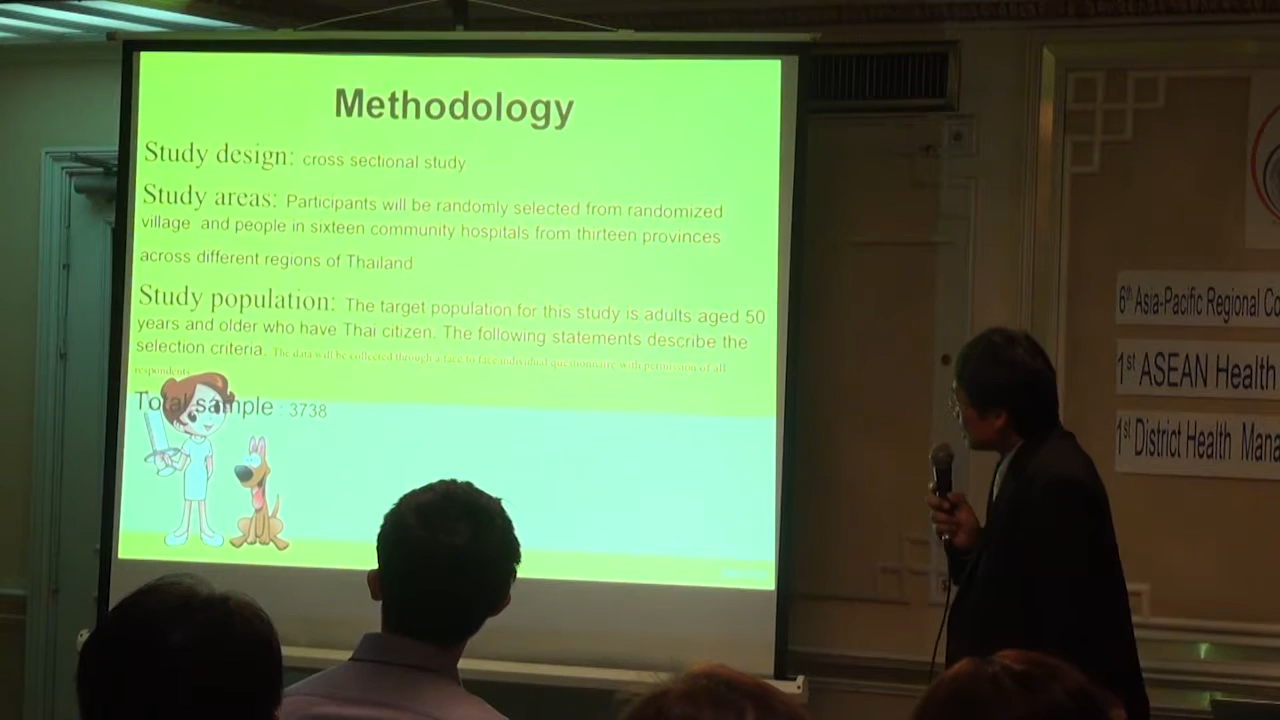 Methodology
Study design: cross sectional study
Study areas: Participants will be randomly selected from randomized
village and people in sixteen community hospitals from thirteen provinces
across different regions of Thailand
Study population: The target population for this study is adults aged 50
years and older who have Thai citizen. The following statements describe the
selection criteria. The data will be collected through a face to face individual questionnaire with permission of all
respondents
Total sample : 3738
6th Asia-Pacific Regional Co
1st ASEAN Health
1st District Health Mana